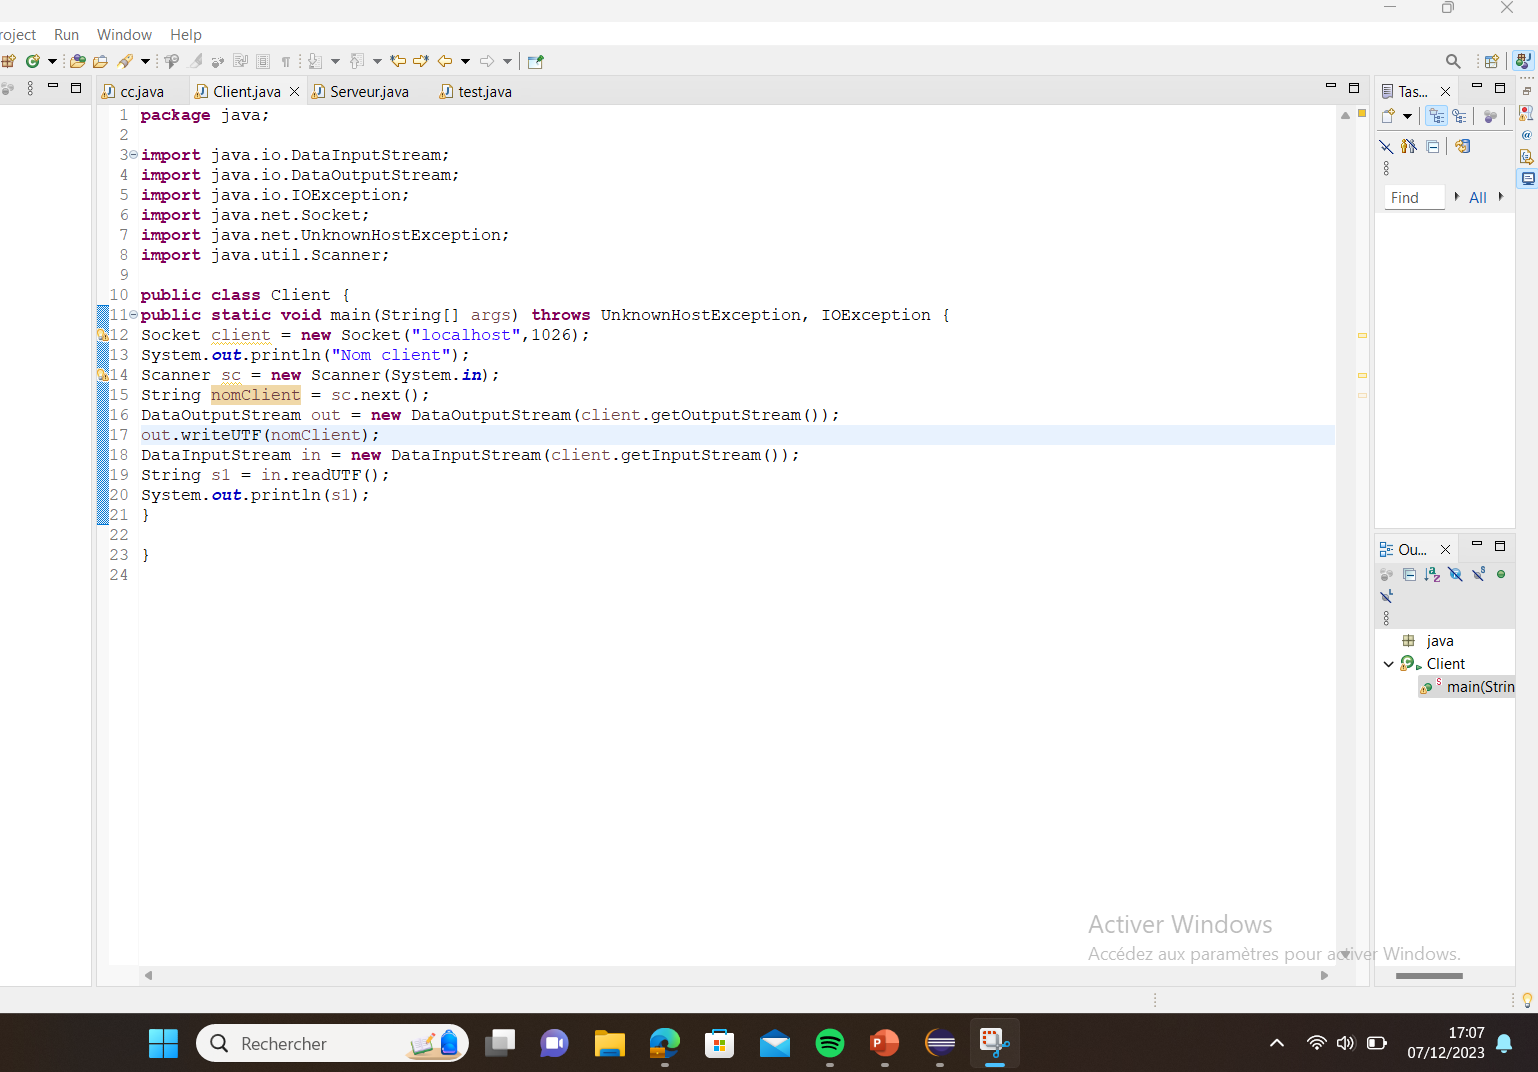 roject Run Window Help
cc.java Client.java Serveur.java test.java
1 package java;
2
3 import java.io.DataInputStream;
4 import java.io.DataOutputStream;
5 import java.io.IOException;
6 import java.net.Socket;
7 import java.net.UnknownHostException;
8 import java.util.Scanner;
9
10 public class Client {
11 public static void main(String[] args) throws UnknownHostException, IOException {
12 Socket client = new Socket("localhost",1026);
13 System.out.println("Nom client");
14 Scanner sc = new Scanner(System.in);
15 String nomClient = sc.next();
16 DataOutputStream out = new DataOutputStream(client.getOutputStream());
17 out.writeUTF(nomClient);
18 DataInputStream in = new DataInputStream(client.getInputStream());
19 String s1 = in.readUTF();
20 System.out.println(s1);
21 }
22
23 }
24
Tas...
Find All
Ou...
java
Client
main(Strin
Activer Windows
Accédez aux paramètres pour activer Windows.
Rechercher
17:07
07/12/2023